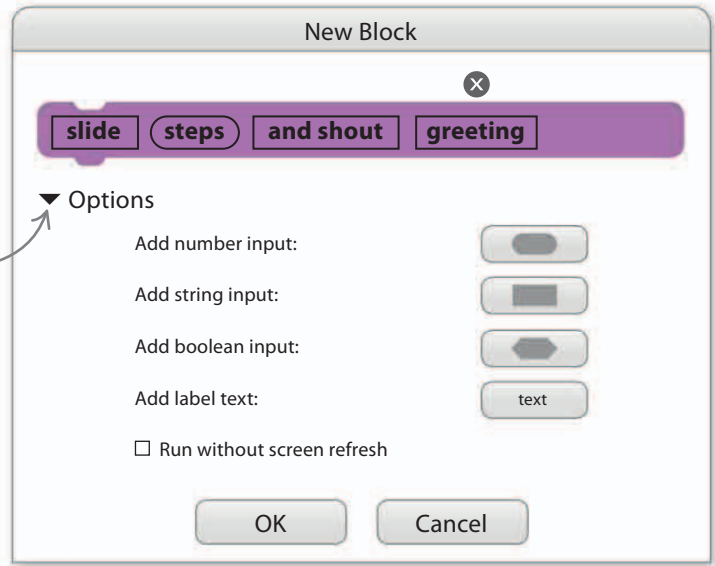 New Block
x
slide steps and shout greeting
Options
Add number input:
Add string input:
Add boolean input:
Add label text: text
Run without screen refresh
OK Cancel